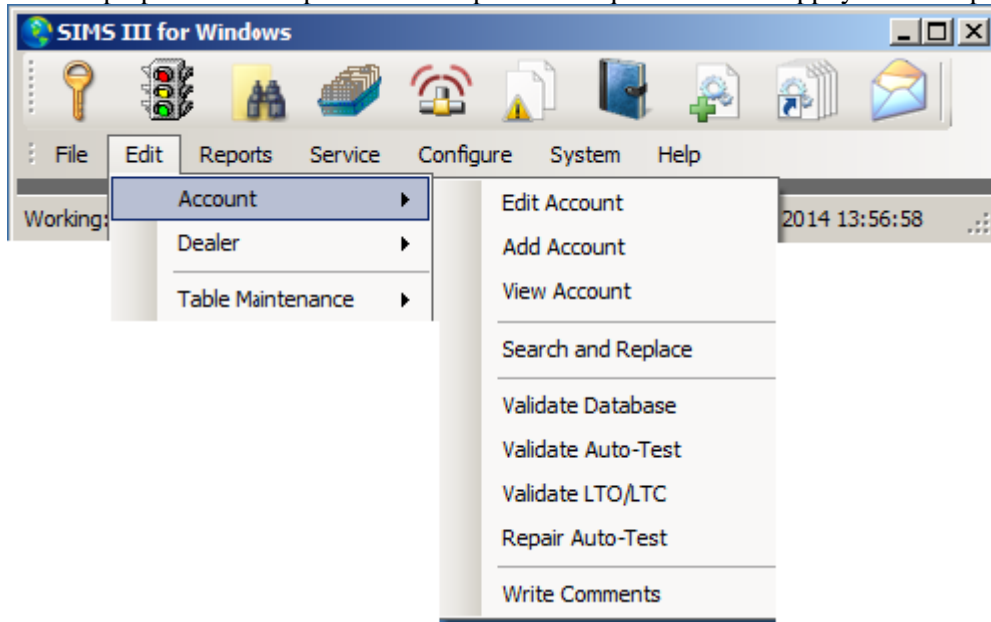 SIMS III for Windows
File Edit Reports Service Configure System Help
Working: 2014 13:56:58
Account
Dealer
Table Maintenance
Edit Account
Add Account
View Account
Search and Replace
Validate Database
Validate Auto-Test
Validate LTO/LTC
Repair Auto-Test
Write Comments